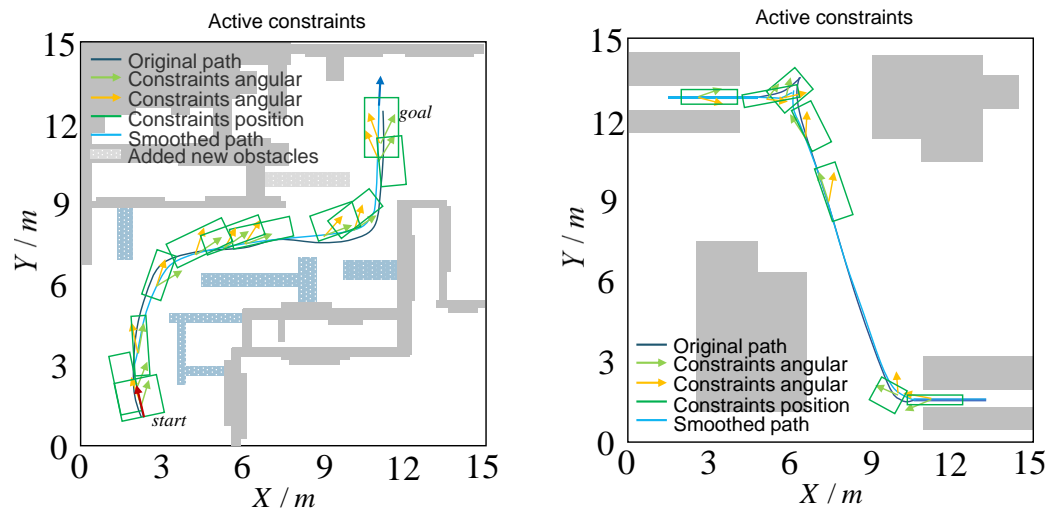 Active constraints
15
12
9
6
3
0
Y / m
Original path
Constraints angular
Constraints angular
Constraints position
Smoothed path
Added new obstacles
goal
start
0
3
6
9
12
15
X / m
Active constraints
15
12
9
6
3
0
Y / m
Original path
Constraints angular
Constraints angular
Constraints position
Smoothed path
0
3
6
9
12
15
X / m